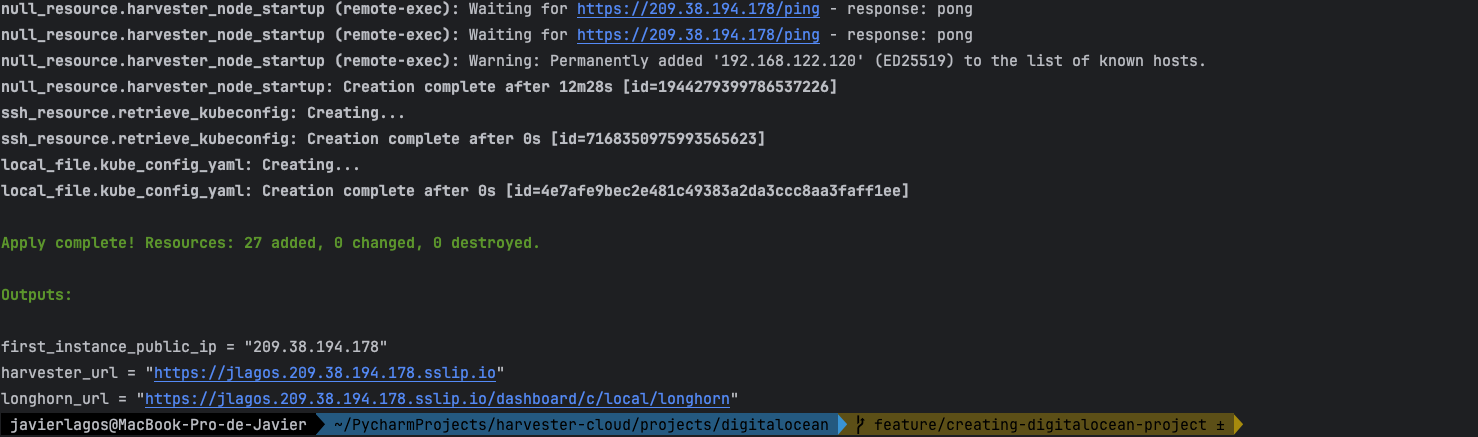 null_resource.harvester_node_startup (remote-exec): Waiting for https://209.38.194.178/ping - response: pong
null_resource.harvester_node_startup (remote-exec): Waiting for https://209.38.194.178/ping - response: pong
null_resource.harvester_node_startup (remote-exec): Warning: Permanently added '192.168.122.120' (ED25519) to the list of known hosts.
null_resource.harvester_node_startup: Creation complete after 12m28s [id=1944279399786537226]
ssh_resource.retrieve_kubeconfig: Creating...
ssh_resource.retrieve_kubeconfig: Creation complete after 0s [id=7168350975993565623]
local_file.kube_config_yaml: Creating...
local_file.kube_config_yaml: Creation complete after 0s [id=4e7afe9bec2e481c49383a2da3ccc8aa3faff1ee]
Apply complete! Resources: 27 added, 0 changed, 0 destroyed.
Outputs:
first_instance_public_ip = "209.38.194.178"
harvester_url = "https://jlagos.209.38.194.178.sslip.io"
longhorn_url = "https://jlagos.209.38.194.178.sslip.io/dashboard/c/local/longhorn"
javierlagos@MacBook-Pro-de-Javier ~/PycharmProjects/harvester-cloud/projects/digitalocean feature/creating-digitalocean-project ±